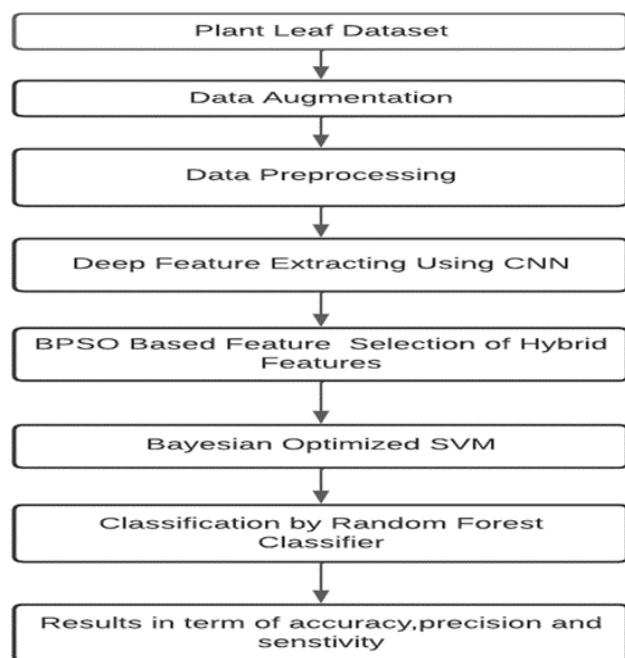 Plant Leaf Dataset
Data Augmentation
Data Preprocessing
Deep Feature Extracting Using CNN
BPSO Based Feature Selection of Hybrid
Features
Bayesian Optimized SVM
Classification by Random Forest
Classifier
Results in term of accuracy,precision and
senstivity